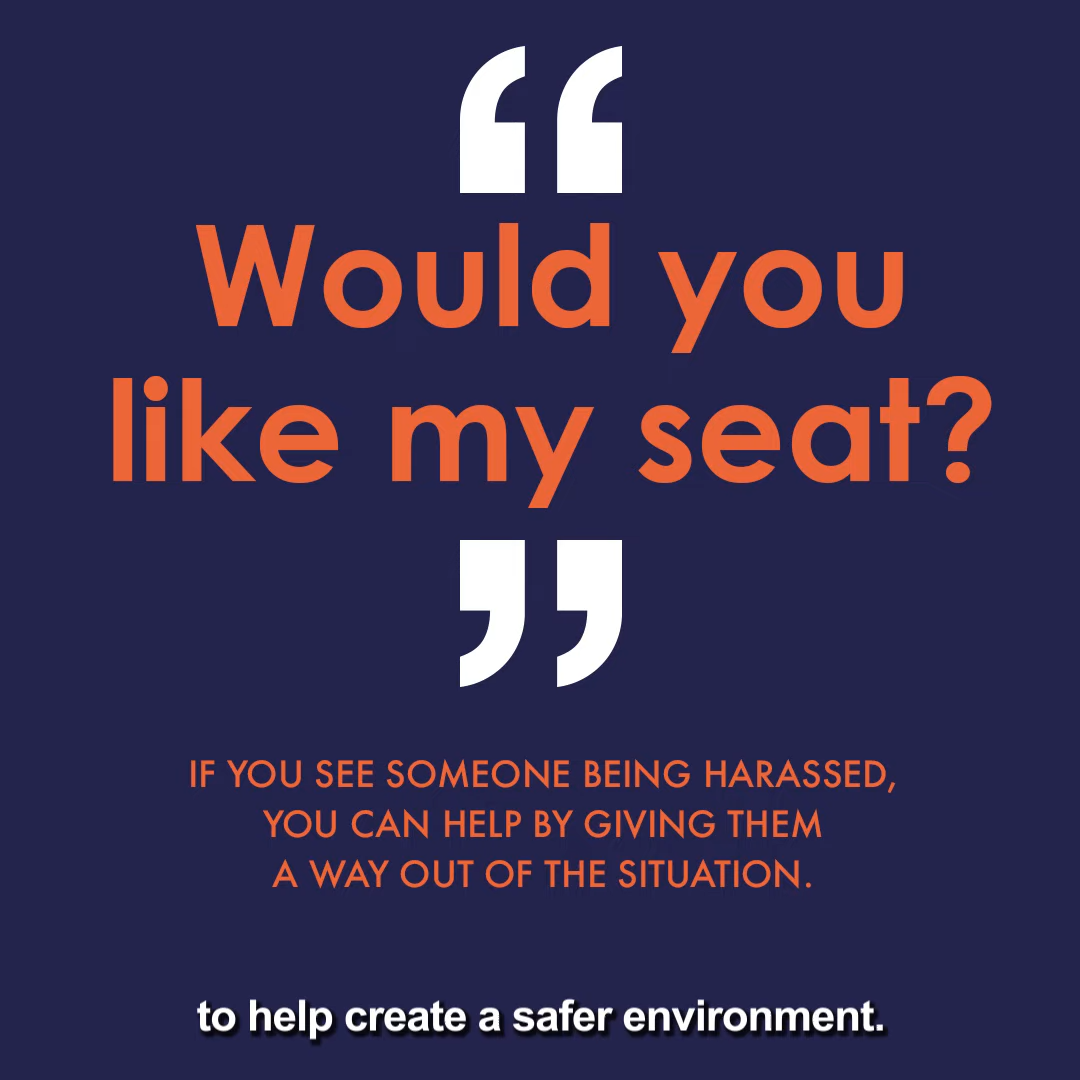 “
Would you
like my seat?
”
IF YOU SEE SOMEONE BEING HARASSED,
YOU CAN HELP BY GIVING THEM
A WAY OUT OF THE SITUATION.
to help create a safer environment.